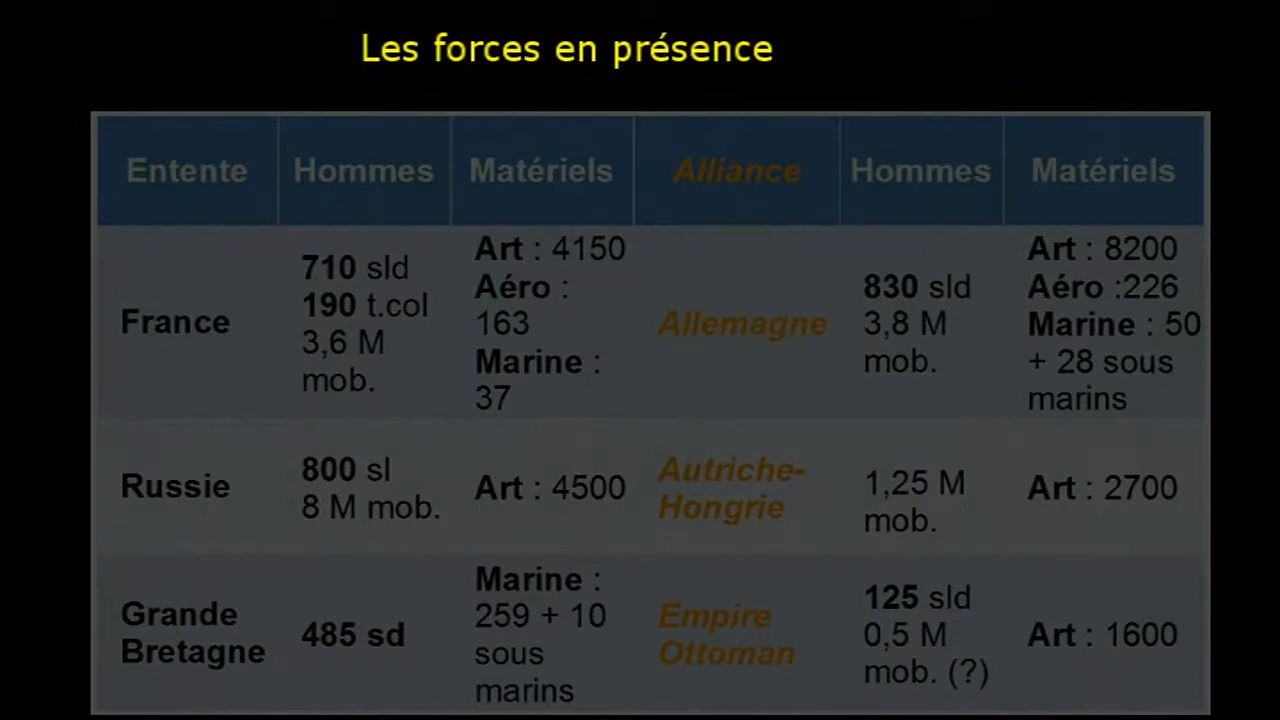 Les forces en présence
Entente Hommes Matériels Alliance Hommes Matériels
France
710 sld
190 t.col
3,6 M
mob.
Art : 4150
Aéro :
163
Marine :
37
Allemagne
830 sld
3,8 M
mob.
Art : 8200
Aéro :226
Marine : 50
+ 28 sous
marins
Russie
800 sl
8 M mob.
Art : 4500
Autriche-
Hongrie
1,25 M
mob.
Art : 2700
Grande
Bretagne
485 sd
Marine :
259 + 10
sous
marins
Empire
Ottoman
125 sld
0,5 M
mob. (?)
Art : 1600